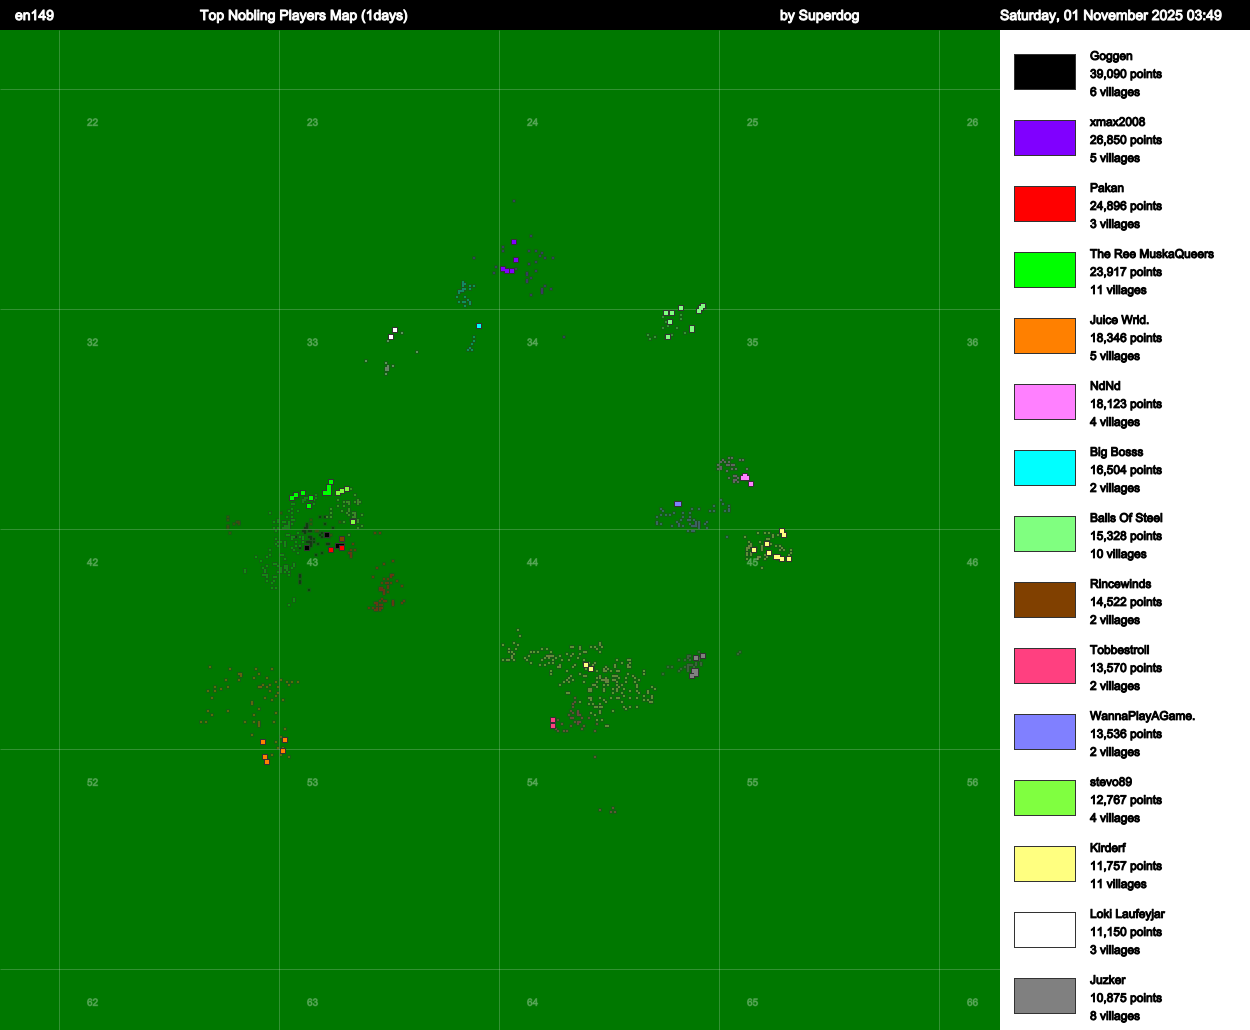 en149 Top Nobling Players Map (1days) by Superdog Saturday, 01 November 2025 03:49
22 23 24 25 26
32 33 34 35 36
42 43 44 45 46
52 53 54 55 56
62 63 64 65 66
Goggen
39,090 points
6 villages
xmax2008
26,850 points
5 villages
Pakan
24,896 points
3 villages
The Ree MuskaQueers
23,917 points
11 villages
Juice Wrld.
18,346 points
5 villages
NdNd
18,123 points
4 villages
Big Bosss
16,504 points
2 villages
Balls Of Steel
15,328 points
10 villages
Rincewinds
14,522 points
2 villages
Tobbestroll
13,570 points
2 villages
WannaPlayAGame.
13,536 points
2 villages
stevo89
12,767 points
4 villages
Kirderf
11,757 points
11 villages
Loki Laufeyjar
11,150 points
3 villages
Juzker
10,875 points
8 villages